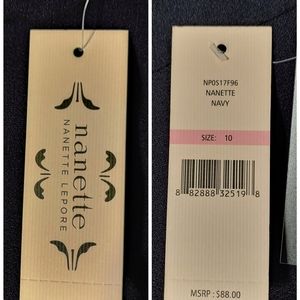 nanette
NANETTE LEPORE
NP0S17F96
NANETTE
NAVY
SIZE: 10
8 82888 32519 8
MSRP: $88.00